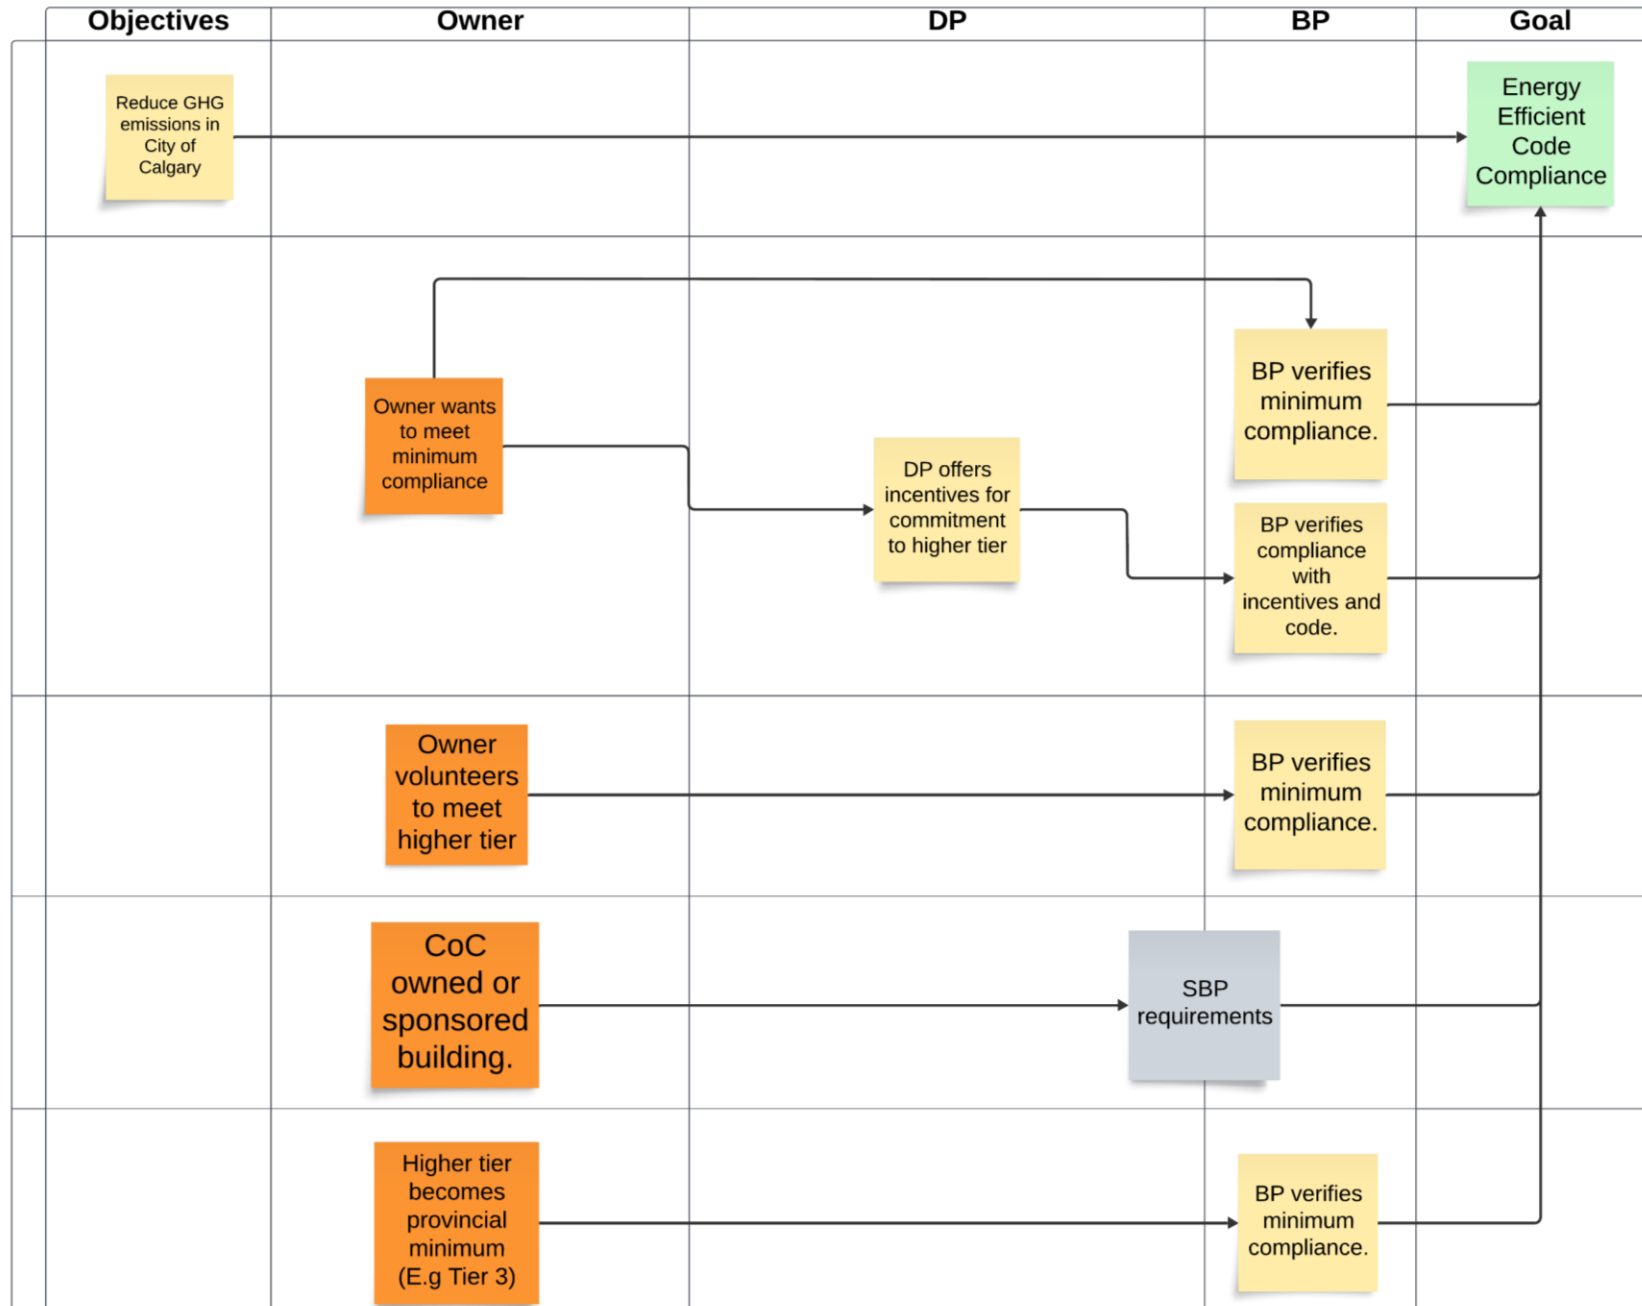 Objectives
Owner
DP
BP
Goal
Reduce GHG
emissions in
City of
Calgary
Energy
Efficient
Code
Compliance
Owner wants
to meet
minimum
compliance
DP offers
incentives for
commitment
to higher tier
BP verifies
minimum
compliance.
BP verifies
compliance
with
incentives and
code.
Owner
volunteers
to meet
higher tier
BP verifies
minimum
compliance.
CoC
owned or
sponsored
building.
SBP
requirements
Higher tier
becomes
provincial
minimum
(E.g Tier 3)
BP verifies
minimum
compliance.